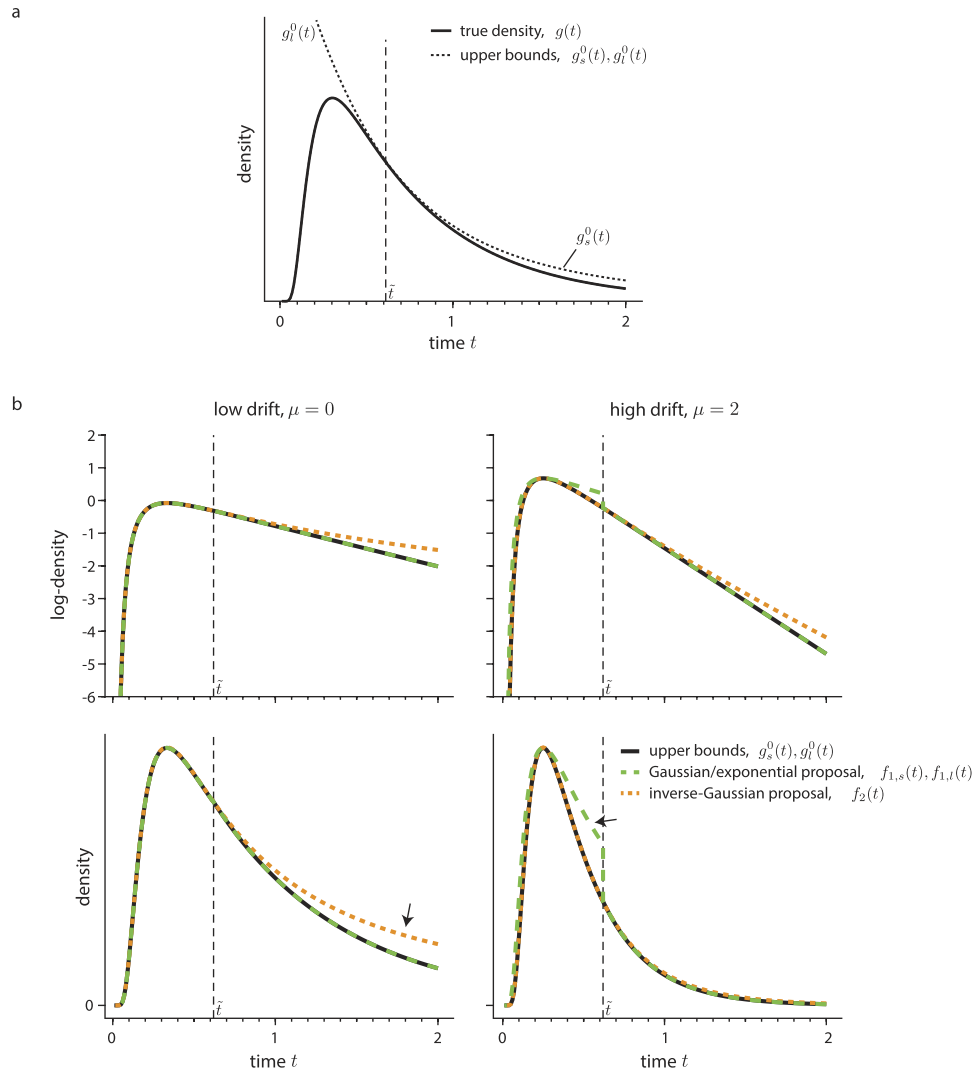 a
g_l^0(t)
true density, g(t)
upper bounds, g_s^0(t), g_l^0(t)
density
g_s^0(t)
t̃
0 1 2
time t
b
low drift, μ = 0
high drift, μ = 2
2
1
0
-1
-2
-3
-4
-5
-6
log-density
t̃
t̃
upper bounds, g_s^0(t), g_l^0(t)
Gaussian/exponential proposal, f_{1,s}(t), f_{1,l}(t)
inverse-Gaussian proposal, f_2(t)
density
0
t̃
t̃
0 1 2
0 1 2
time t
time t